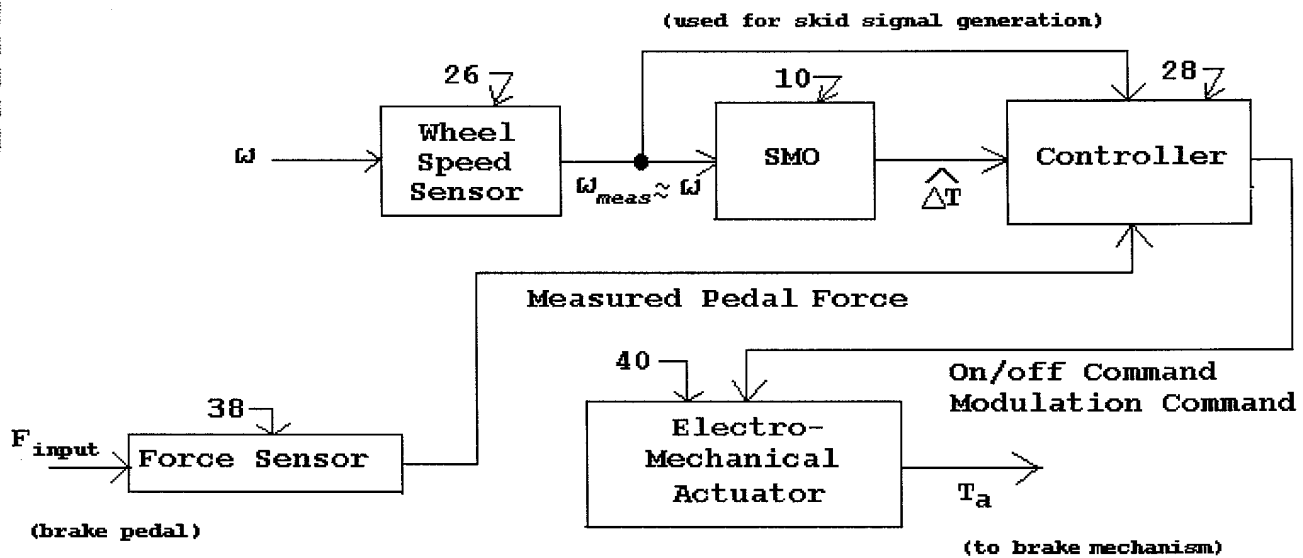 (used for skid signal generation)
26
10
28
Wheel
Speed
Sensor
SMO
Controller
ω
ω_meas ≈ ω
\widehat{ΔT}
Measured Pedal Force
40
On/off Command
Modulation Command
38
Electro-
Mechanical
Actuator
F_input
Force Sensor
T_a
(brake pedal)
(to brake mechanism)